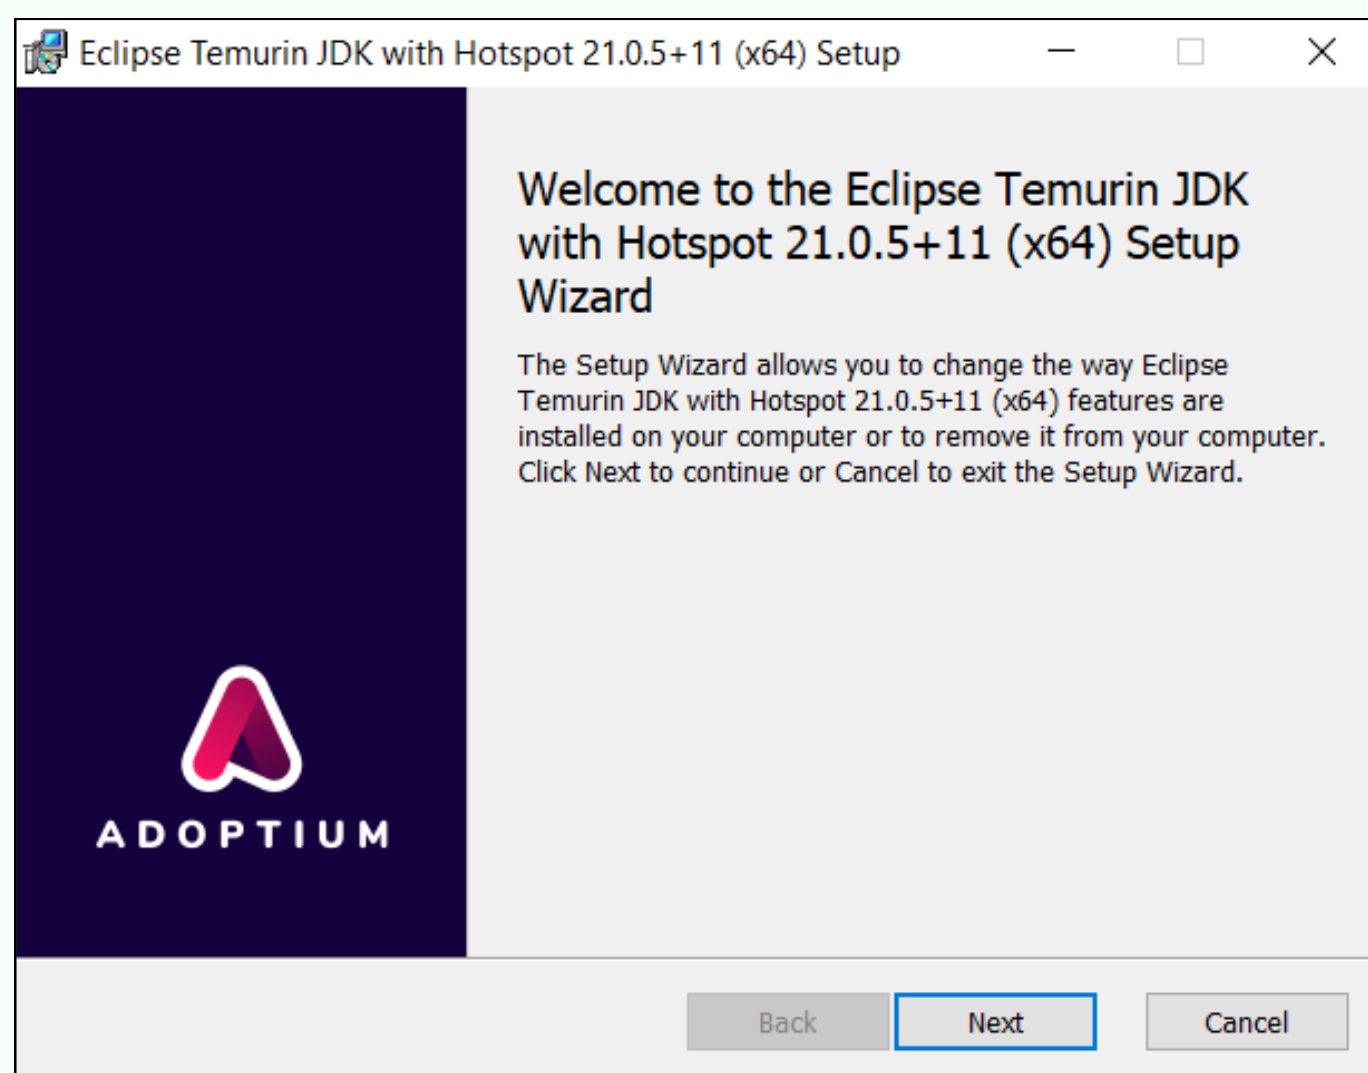 Eclipse Temurin JDK with Hotspot 21.0.5+11 (x64) Setup
Welcome to the Eclipse Temurin JDK
with Hotspot 21.0.5+11 (x64) Setup
Wizard
The Setup Wizard allows you to change the way Eclipse
Temurin JDK with Hotspot 21.0.5+11 (x64) features are
installed on your computer or to remove it from your computer.
Click Next to continue or Cancel to exit the Setup Wizard.
ADOPTIUM
Back
Next
Cancel